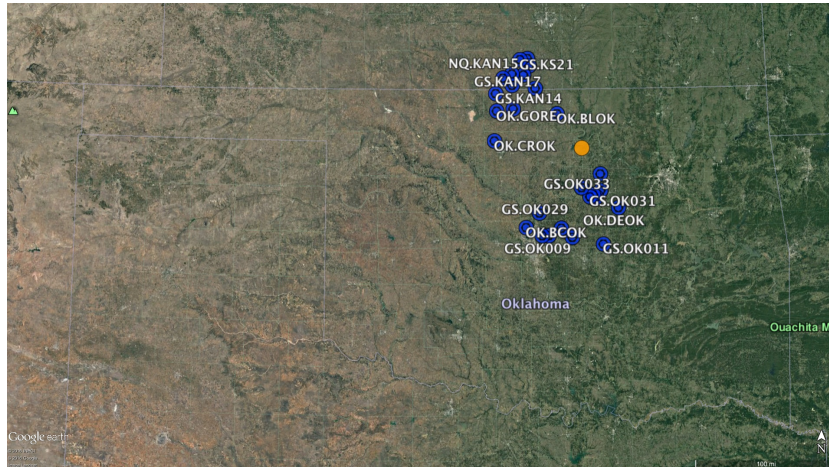 NQ.KAN15 GS.KS21
GS.KAN17
GS.KAN14
OK.GORE OK.BLOK
OK.CROK
GS.OK033
GS.OK031
GS.OK029
OK.DEOK
OK.BCOK
GS.OK009 GS.OK011
Oklahoma
Ouachita M
Google earth
N
100 mi